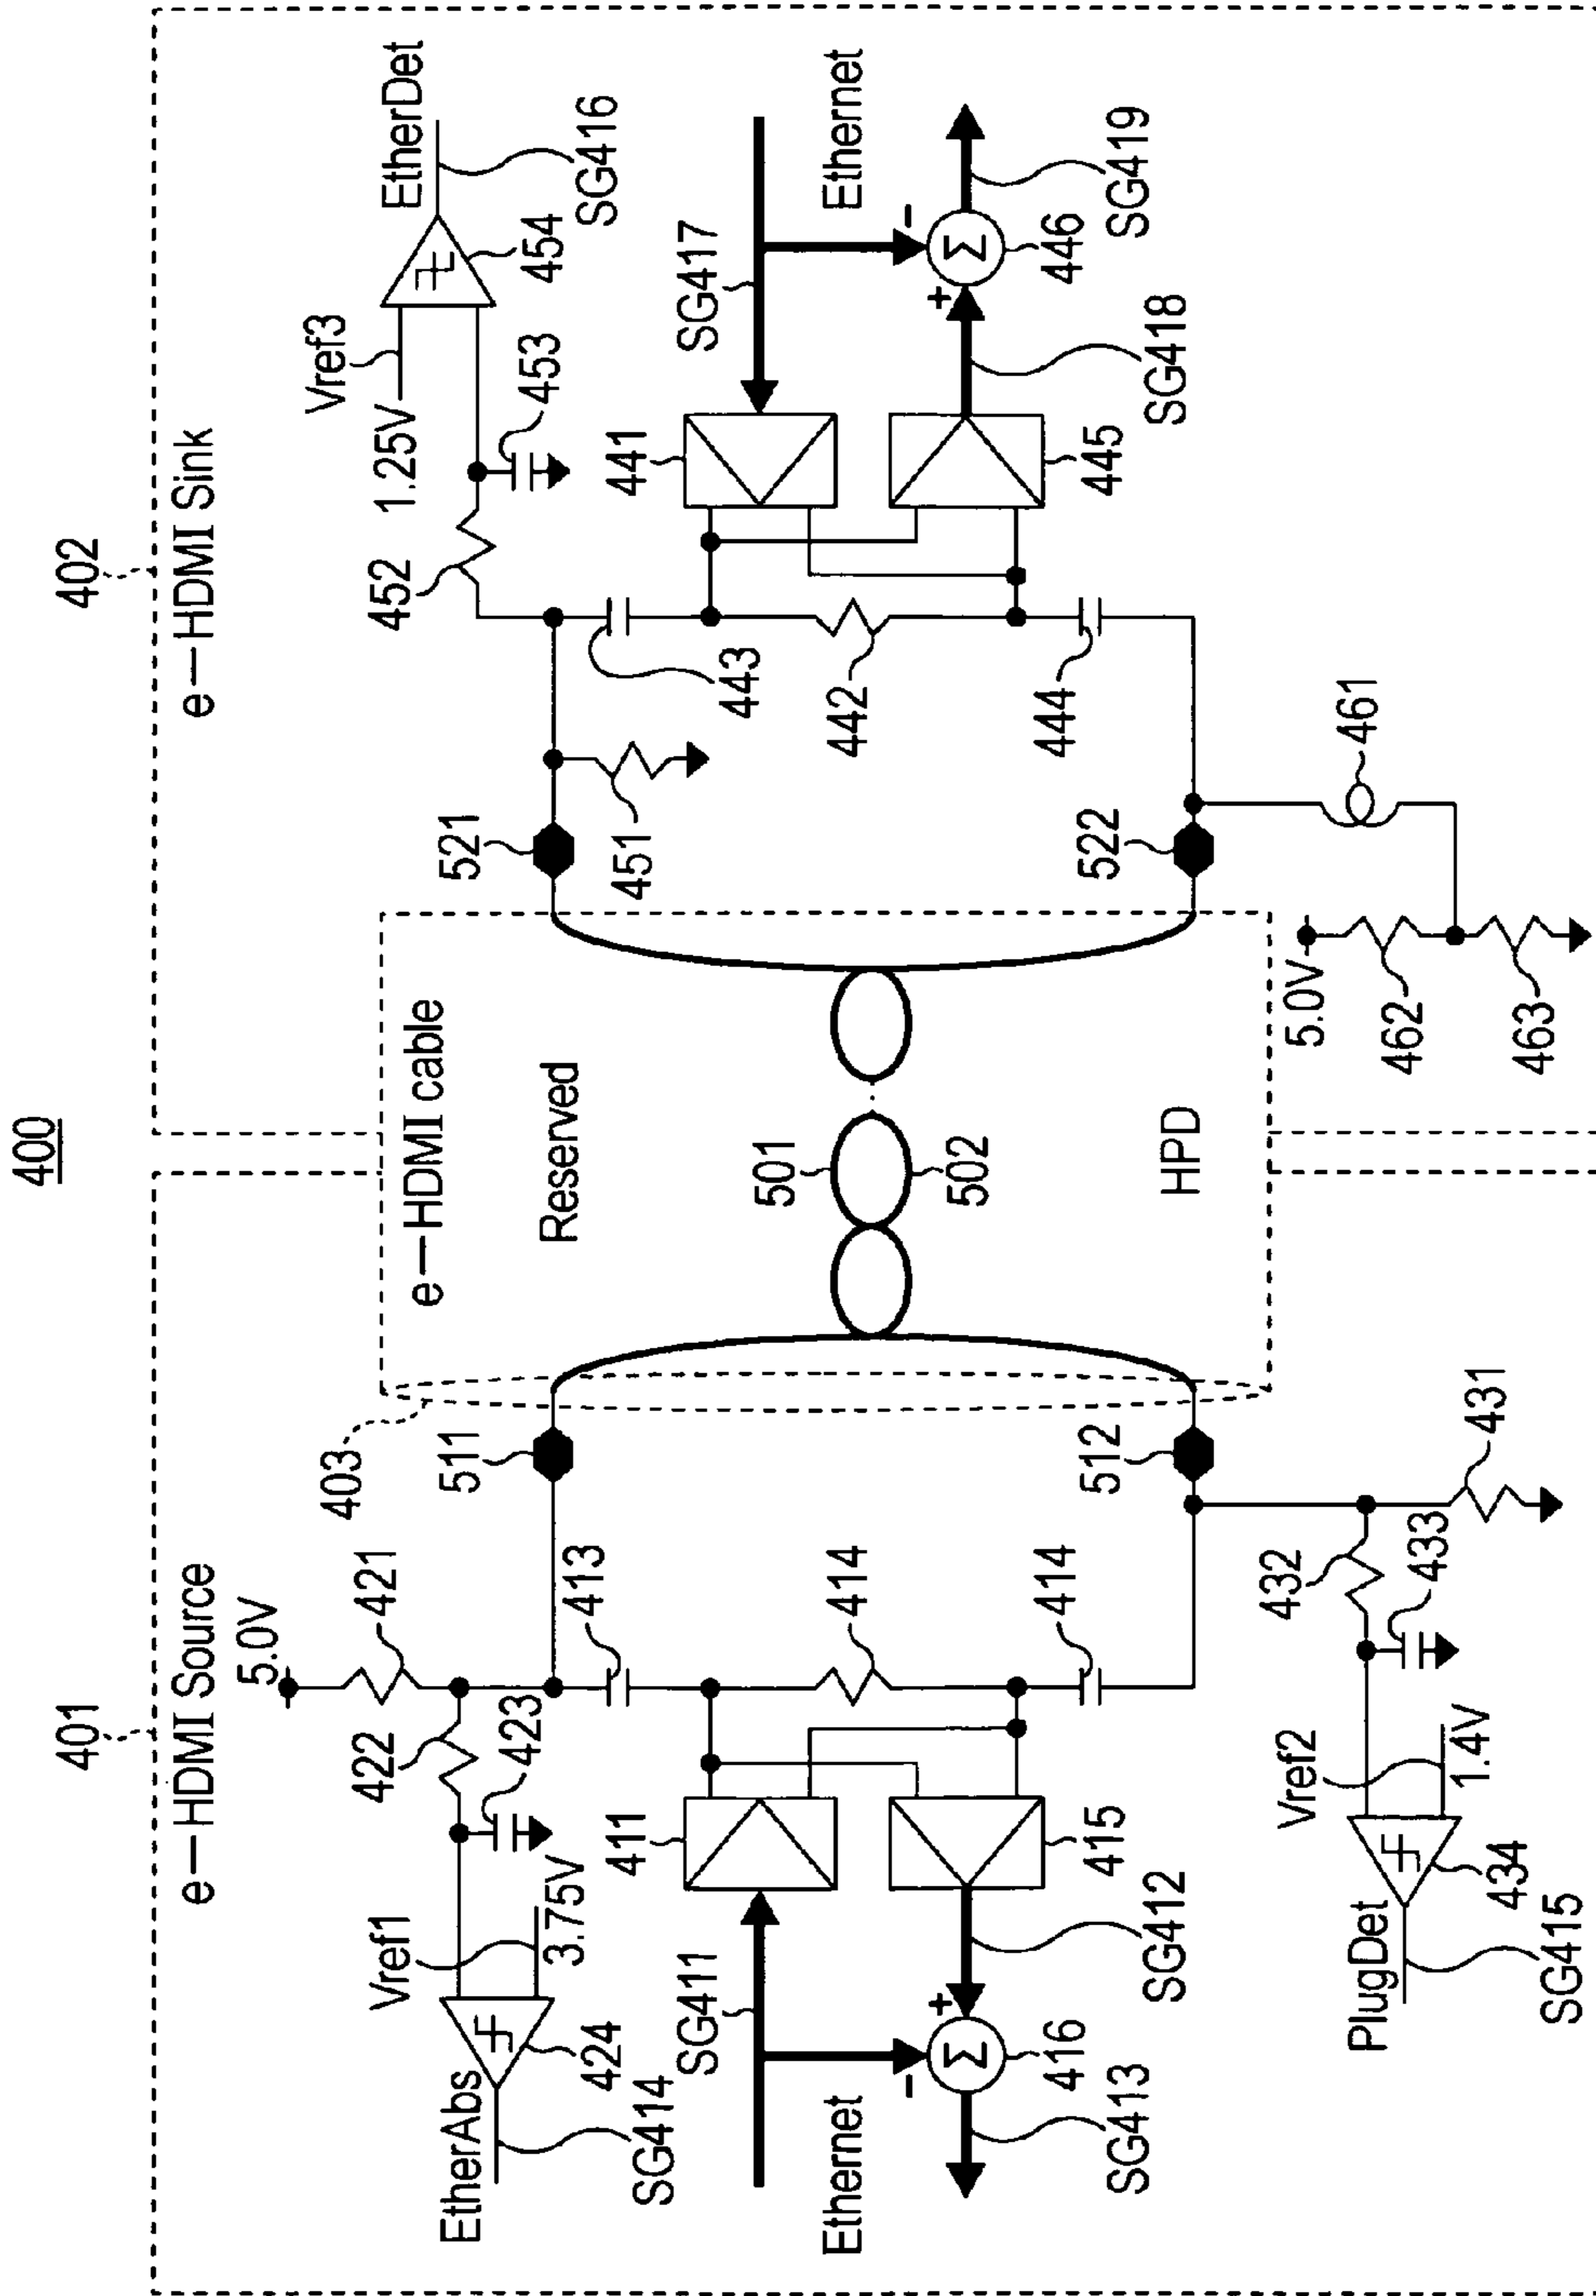 400
401
e-HDMI Source
402
e-HDMI Sink
5.0V
421
422
423
Vref1
3.75V
424
EtherAbs
SG414
403
511
413
411
SG411
Ethernet
414
414
415
SG412
416
SG413
512
432
433
431
Vref2
1.4V
434
PlugDet
SG415
e-HDMI cable
Reserved
501
502
HPD
521
451
452
453
Vref3
1.25V
454
EtherDet
SG416
443
441
SG417
Ethernet
442
444
445
SG418
446
SG419
522
461
5.0V
462
463
Σ
+
-
Σ
+
-